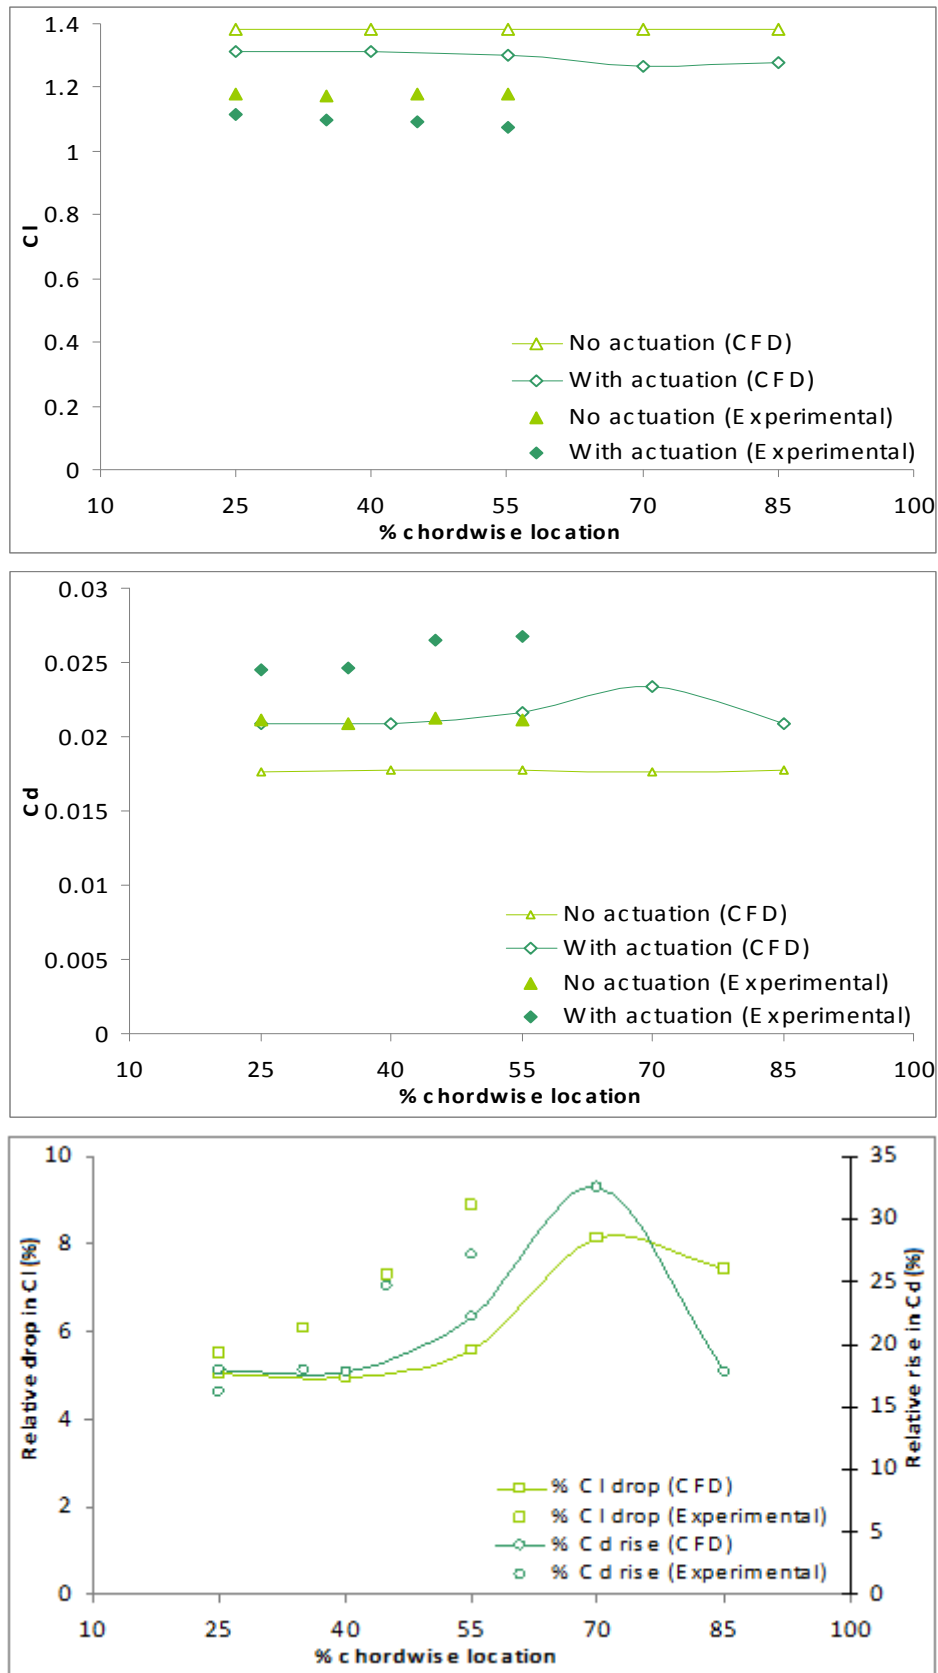 1.4
1.2
1
0.8
0.6
0.4
0.2
0
Cl
No actuation (CFD)
With actuation (CFD)
No actuation (Experimental)
With actuation (Experimental)
10 25 40 55 70 85 100
% chordwise location
0.03
0.025
0.02
0.015
0.01
0.005
0
Cd
No actuation (CFD)
With actuation (CFD)
No actuation (Experimental)
With actuation (Experimental)
10 25 40 55 70 85 100
% chordwise location
10
8
6
4
2
0
Relative drop in Cl (%)
35
30
25
20
15
10
5
0
Relative rise in Cd (%)
% Cl drop (CFD)
% Cl drop (Experimental)
% Cd rise (CFD)
% Cd rise (Experimental)
10 25 40 55 70 85 100
% chordwise location